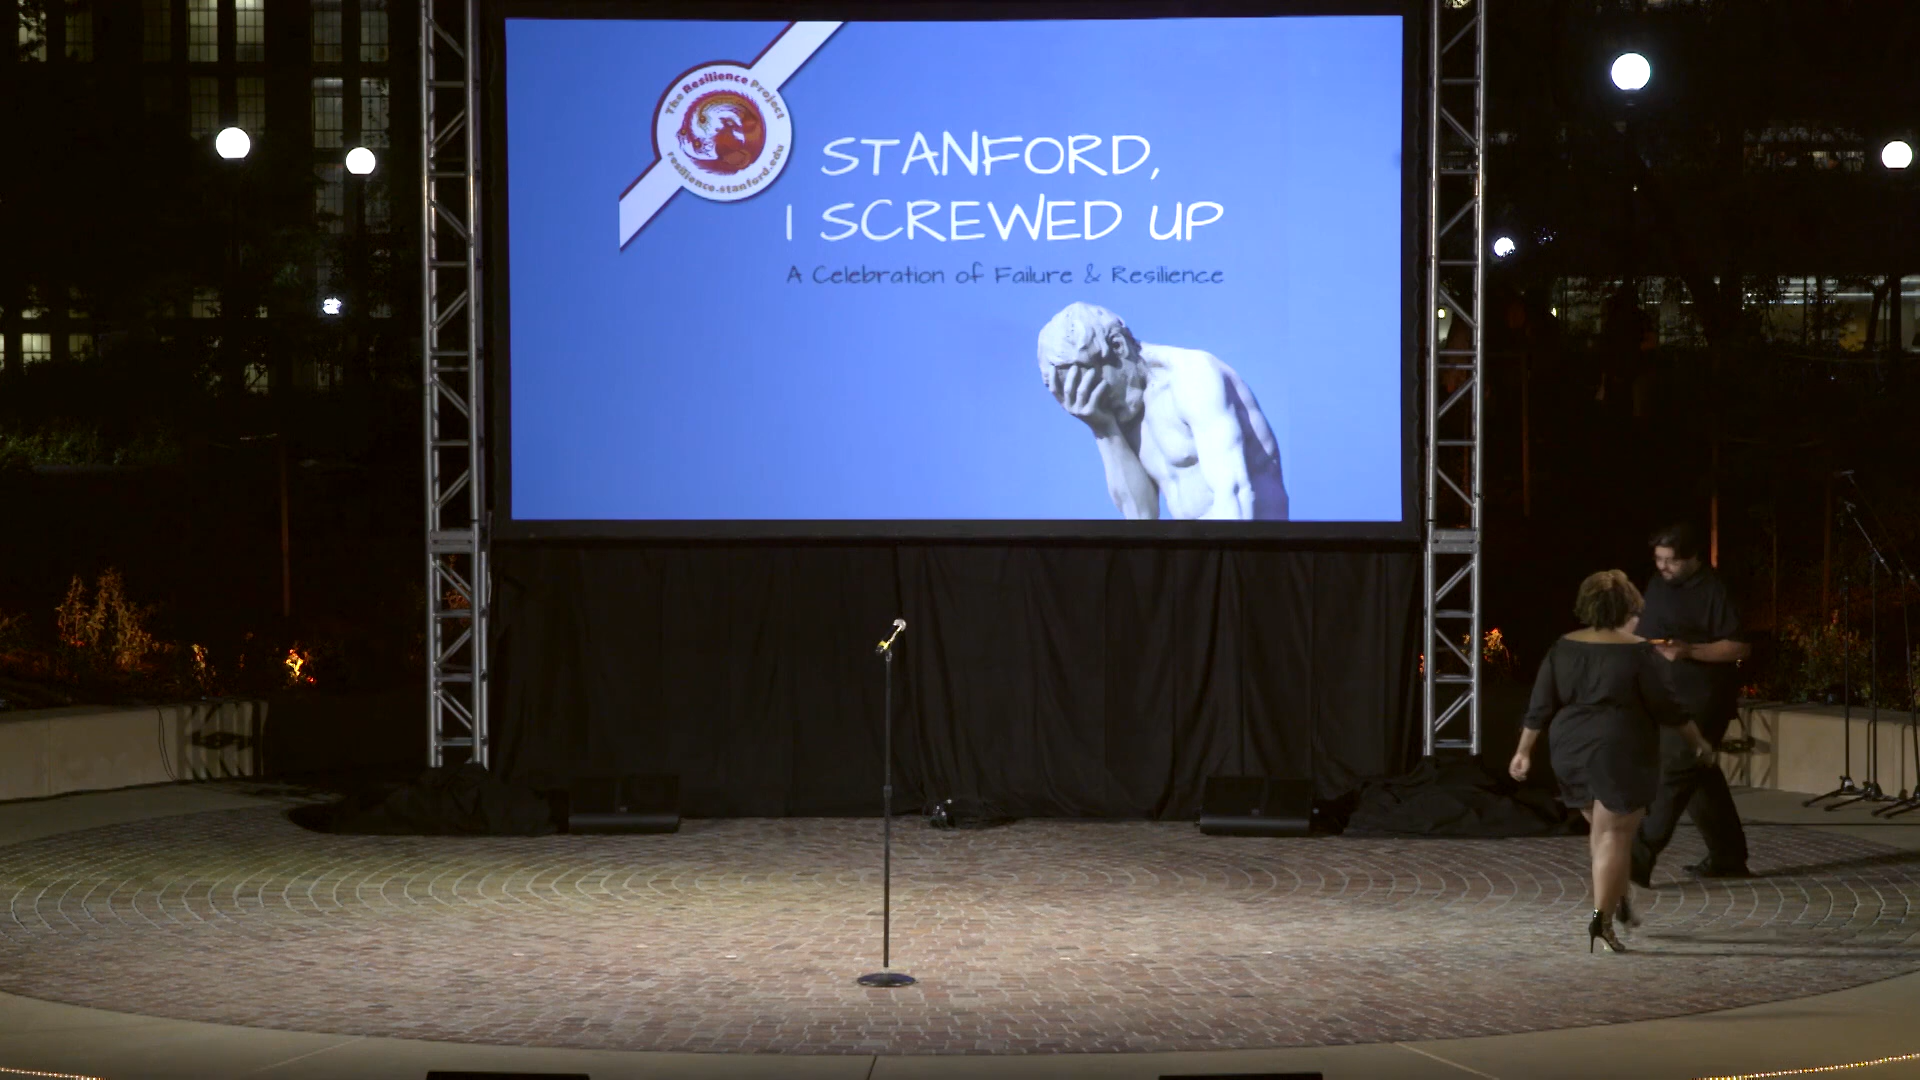 The Resilience Project
resilience.stanford.edu
STANFORD,
I SCREWED UP
A Celebration of Failure & Resilience